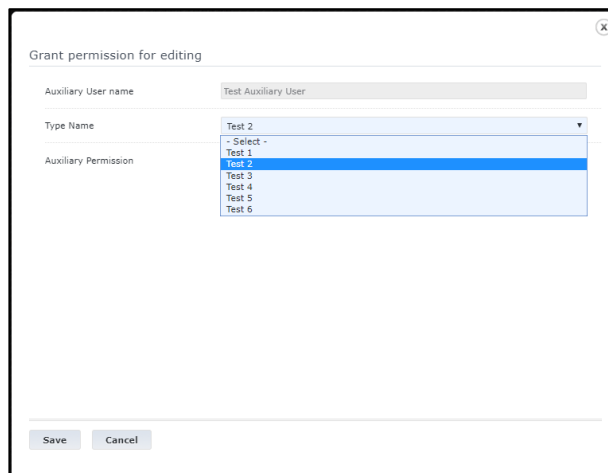 X
Grant permission for editing
Auxiliary User name
Test Auxiliary User
Type Name
Test 2
- Select -
Test 1
Test 2
Test 3
Test 4
Test 5
Test 6
Auxiliary Permission
Save
Cancel